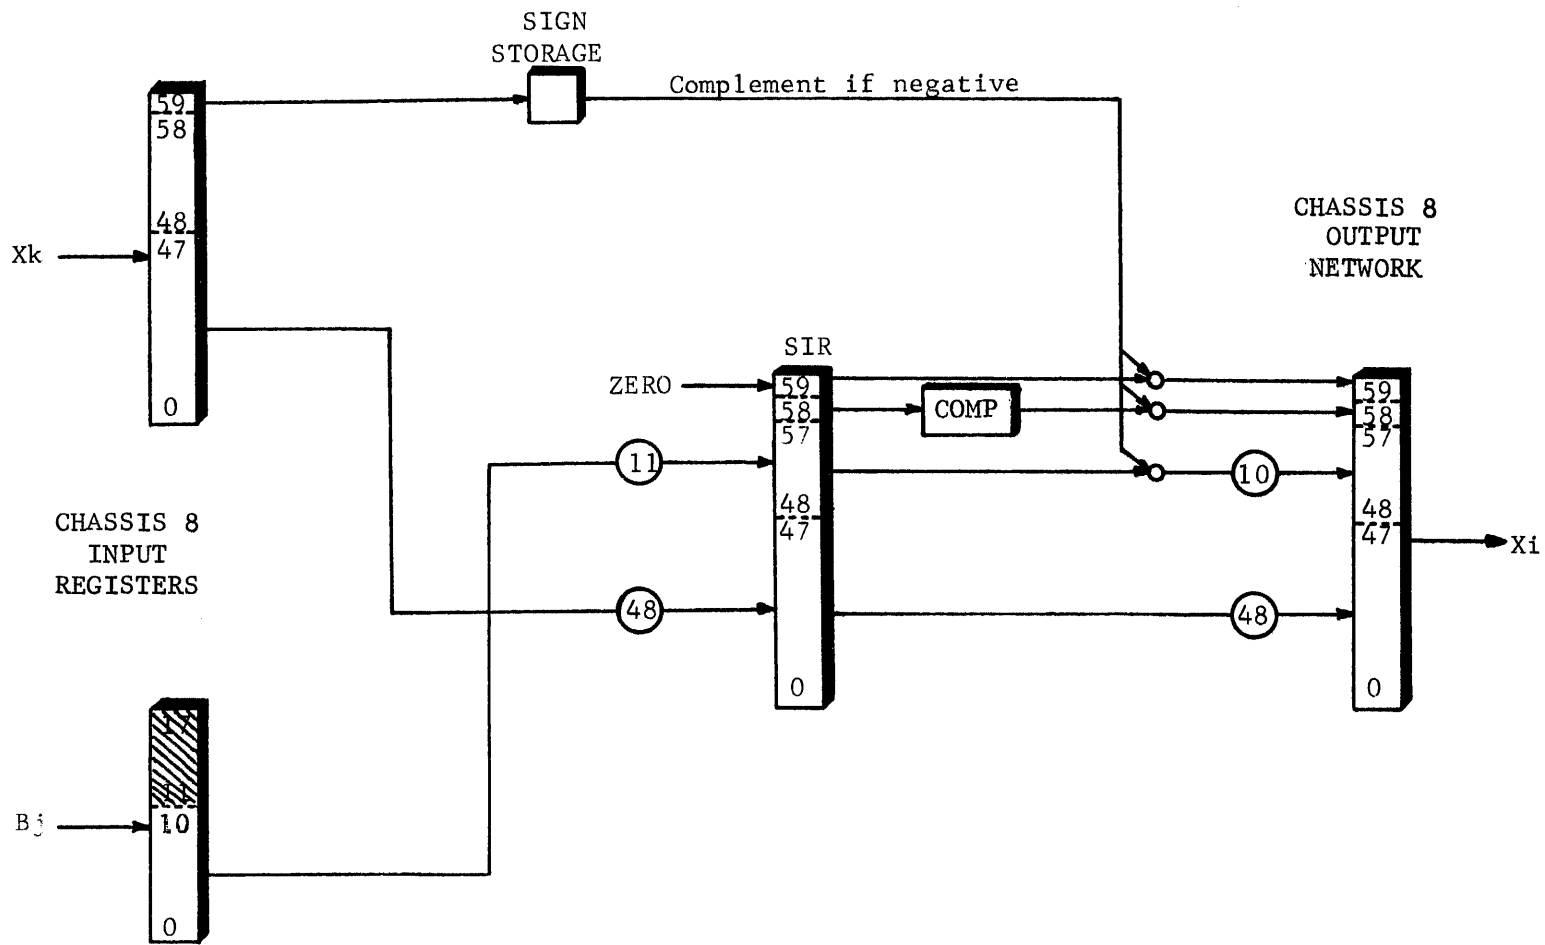 SIGN
STORAGE
Complement if negative
59
58
48
47
0
Xk
CHASSIS 8
OUTPUT
NETWORK
SIR
ZERO
59
58
57
48
47
0
COMP
11
48
59
58
57
48
47
0
10
48
Xi
CHASSIS 8
INPUT
REGISTERS
17
11
10
0
Bj